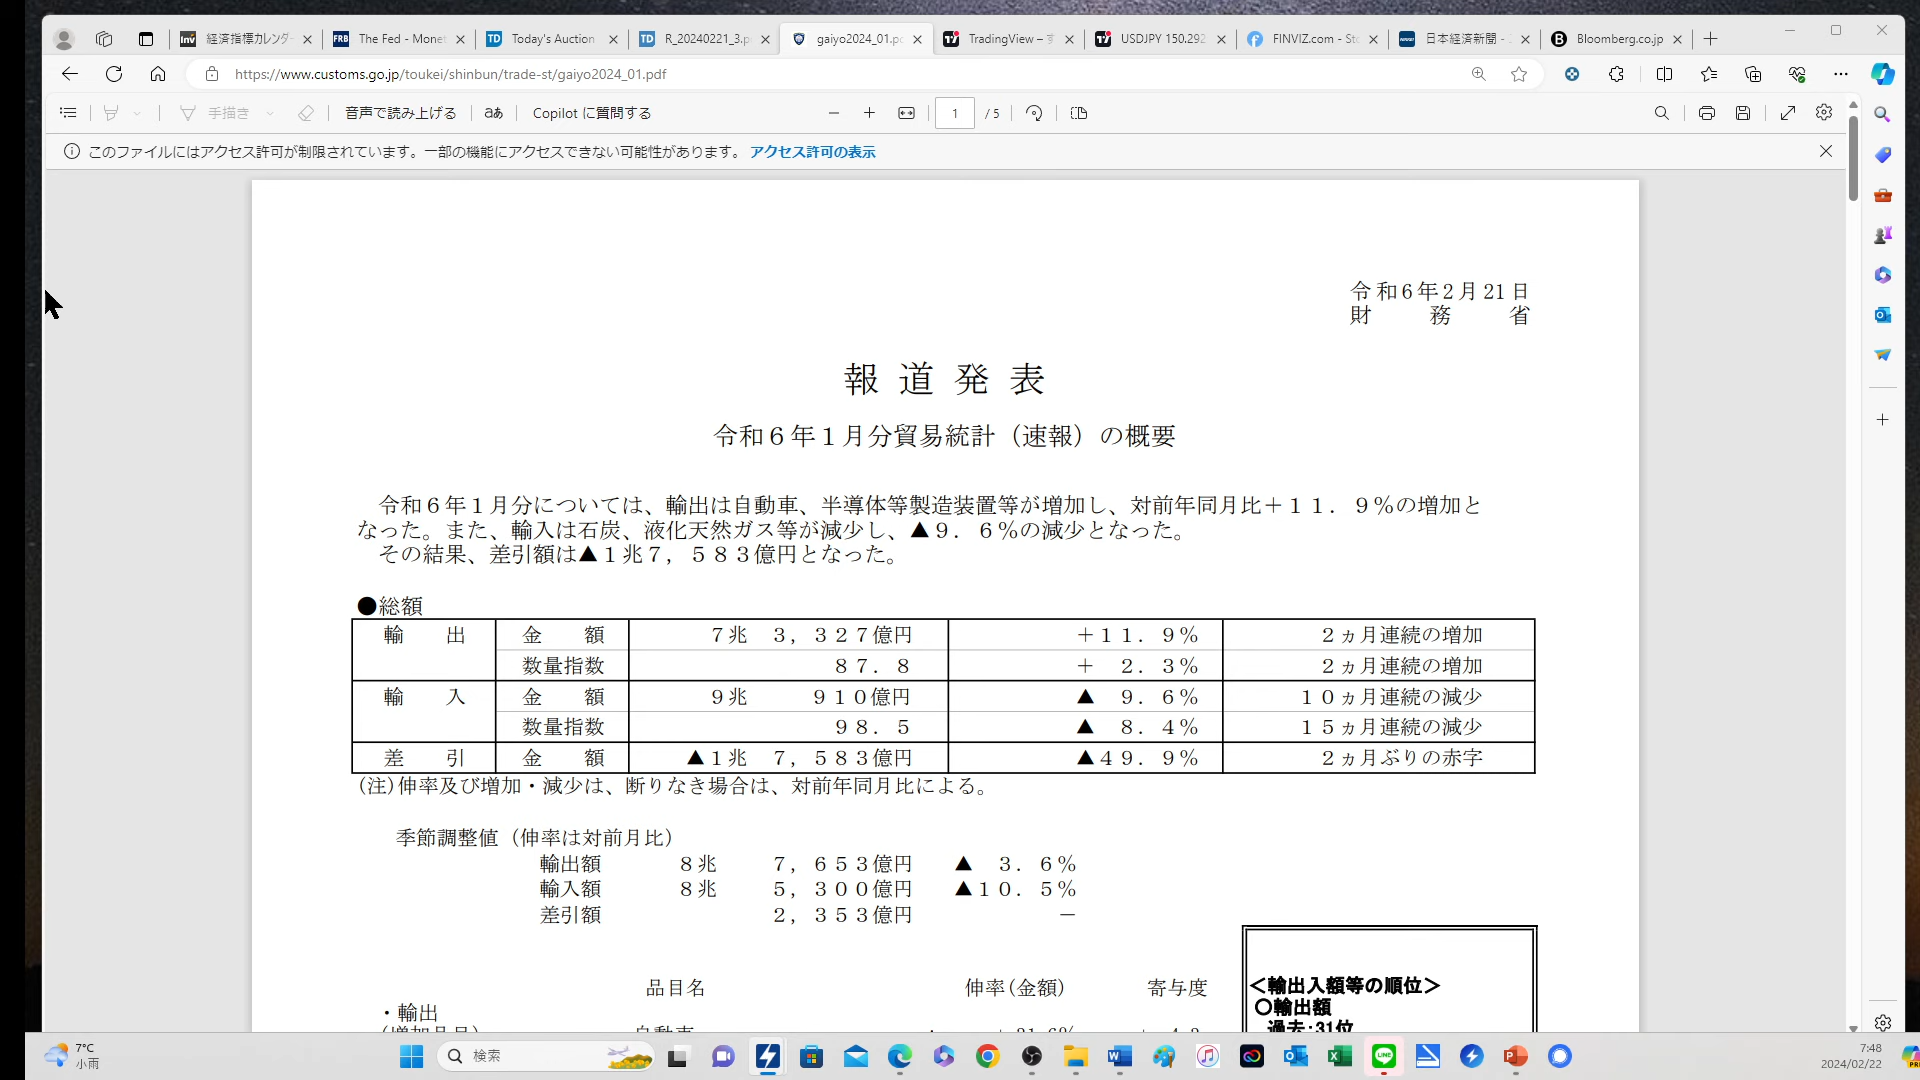 経済指標カレンダー
The Fed - Monet
Today's Auction
R_20240221_3.p
gaiyo2024_01.pc
TradingView – す
USDJPY 150.292
FINVIZ.com - Sto
日本経済新聞 -
Bloomberg.co.jp
https://www.customs.go.jp/toukei/shinbun/trade-st/gaiyo2024_01.pdf
手描き
音声で読み上げる
aあ
Copilot に質問する
1 / 5
このファイルにはアクセス許可が制限されています。一部の機能にアクセスできない可能性があります。 アクセス許可の表示
令和6年2月21日
財務省
報道発表
令和６年１月分貿易統計（速報）の概要
令和６年１月分については、輸出は自動車、半導体等製造装置等が増加し、対前年同月比＋１１．９％の増加と
なった。また、輸入は石炭、液化天然ガス等が減少し、▲９．６％の減少となった。
その結果、差引額は▲１兆７，５８３億円となった。
●総額
輸出 金額 ７兆 ３，３２７億円 ＋１１．９％ ２ヵ月連続の増加
数量指数 ８７．８ ＋ ２．３％ ２ヵ月連続の増加
輸入 金額 ９兆 ９１０億円 ▲ ９．６％ １０ヵ月連続の減少
数量指数 ９８．５ ▲ ８．４％ １５ヵ月連続の減少
差引 金額 ▲１兆 ７，５８３億円 ▲４９．９％ ２ヵ月ぶりの赤字
(注)伸率及び増加・減少は、断りなき場合は、対前年同月比による。
季節調整値（伸率は対前月比）
輸出額 ８兆 ７，６５３億円 ▲ ３．６％
輸入額 ８兆 ５，３００億円 ▲１０．５％
差引額 ２，３５３億円 －
品目名 伸率(金額) 寄与度
・輸出
(増加品目) 自動車
＜輸出入額等の順位＞
〇輸出額
過去：31位
7°C
小雨
検索
7:48
2024/02/22